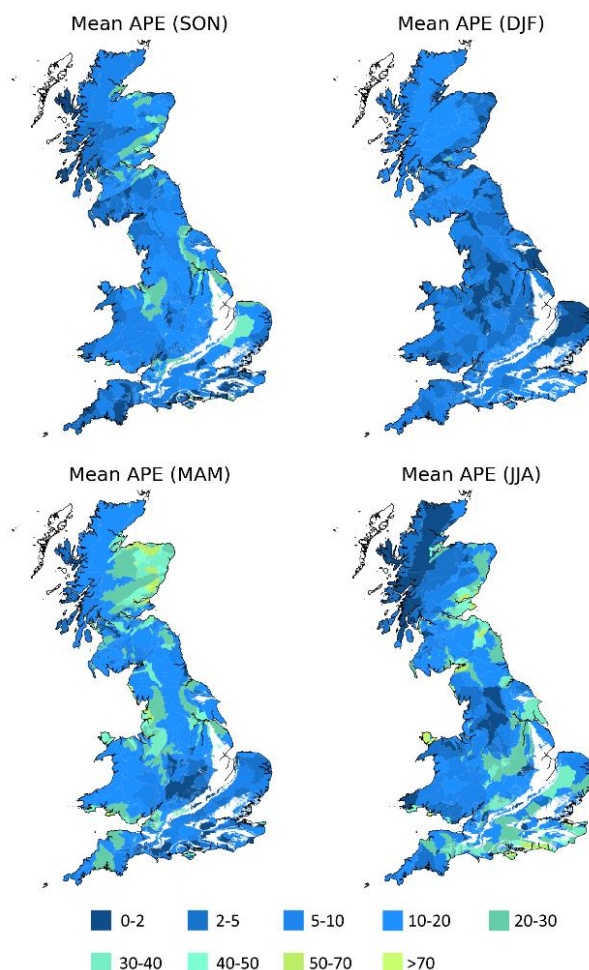 Mean APE (SON)
Mean APE (DJF)
Mean APE (MAM)
Mean APE (JJA)
0-2
2-5
5-10
10-20
20-30
30-40
40-50
50-70
>70